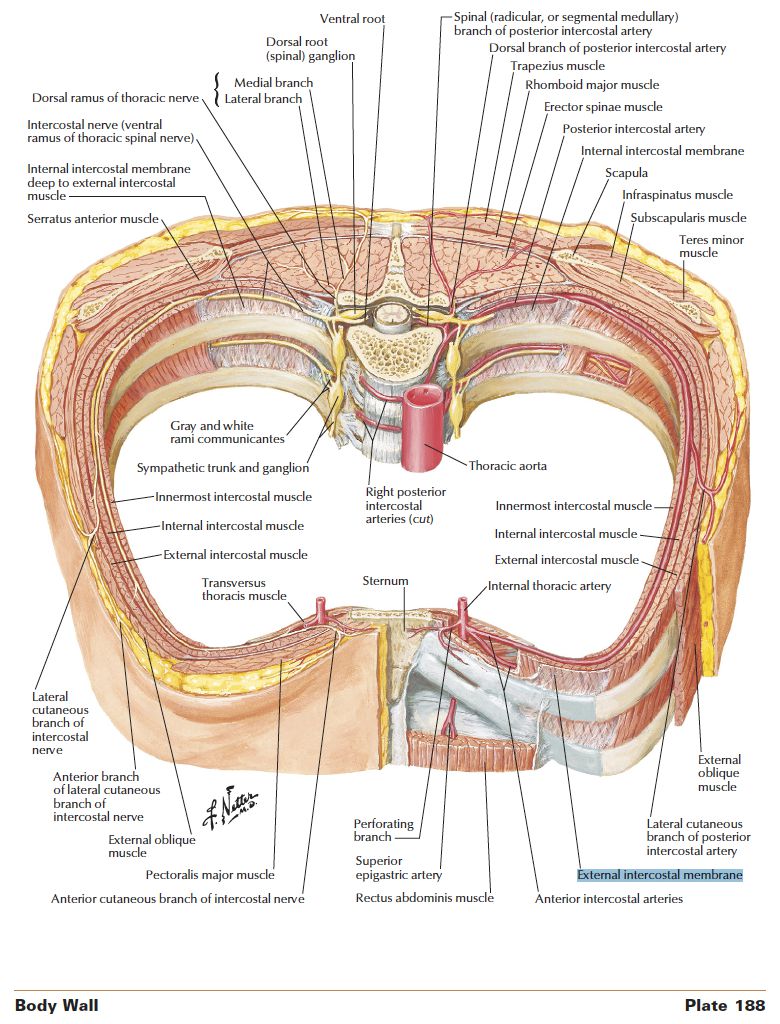 Ventral root
Dorsal root
(spinal) ganglion
Medial branch
Lateral branch
Dorsal ramus of thoracic nerve
Intercostal nerve (ventral
ramus of thoracic spinal nerve)
Internal intercostal membrane
deep to external intercostal
muscle
Serratus anterior muscle
Spinal (radicular, or segmental medullary)
branch of posterior intercostal artery
Dorsal branch of posterior intercostal artery
Trapezius muscle
Rhomboid major muscle
Erector spinae muscle
Posterior intercostal artery
Internal intercostal membrane
Scapula
Infraspinatus muscle
Subscapularis muscle
Teres minor
muscle
Gray and white
rami communicantes
Sympathetic trunk and ganglion
Innermost intercostal muscle
Internal intercostal muscle
External intercostal muscle
Transversus
thoracis muscle
Right posterior
intercostal
arteries (cut)
Thoracic aorta
Innermost intercostal muscle
Internal intercostal muscle
External intercostal muscle
Sternum
Internal thoracic artery
Lateral
cutaneous
branch of
intercostal
nerve
Anterior branch
of lateral cutaneous
branch of
intercostal nerve
External oblique
muscle
Pectoralis major muscle
Anterior cutaneous branch of intercostal nerve
F. Netter
M.D.
Perforating
branch
Superior
epigastric artery
Rectus abdominis muscle
External
oblique
muscle
Lateral cutaneous
branch of posterior
intercostal artery
External intercostal membrane
Anterior intercostal arteries
Body Wall
Plate 188